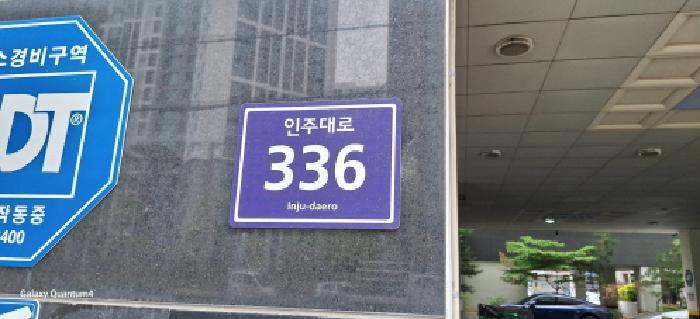 소경비구역
DT®
작동중
400
인주대로
336
Inju-daero
Galaxy Quantum4